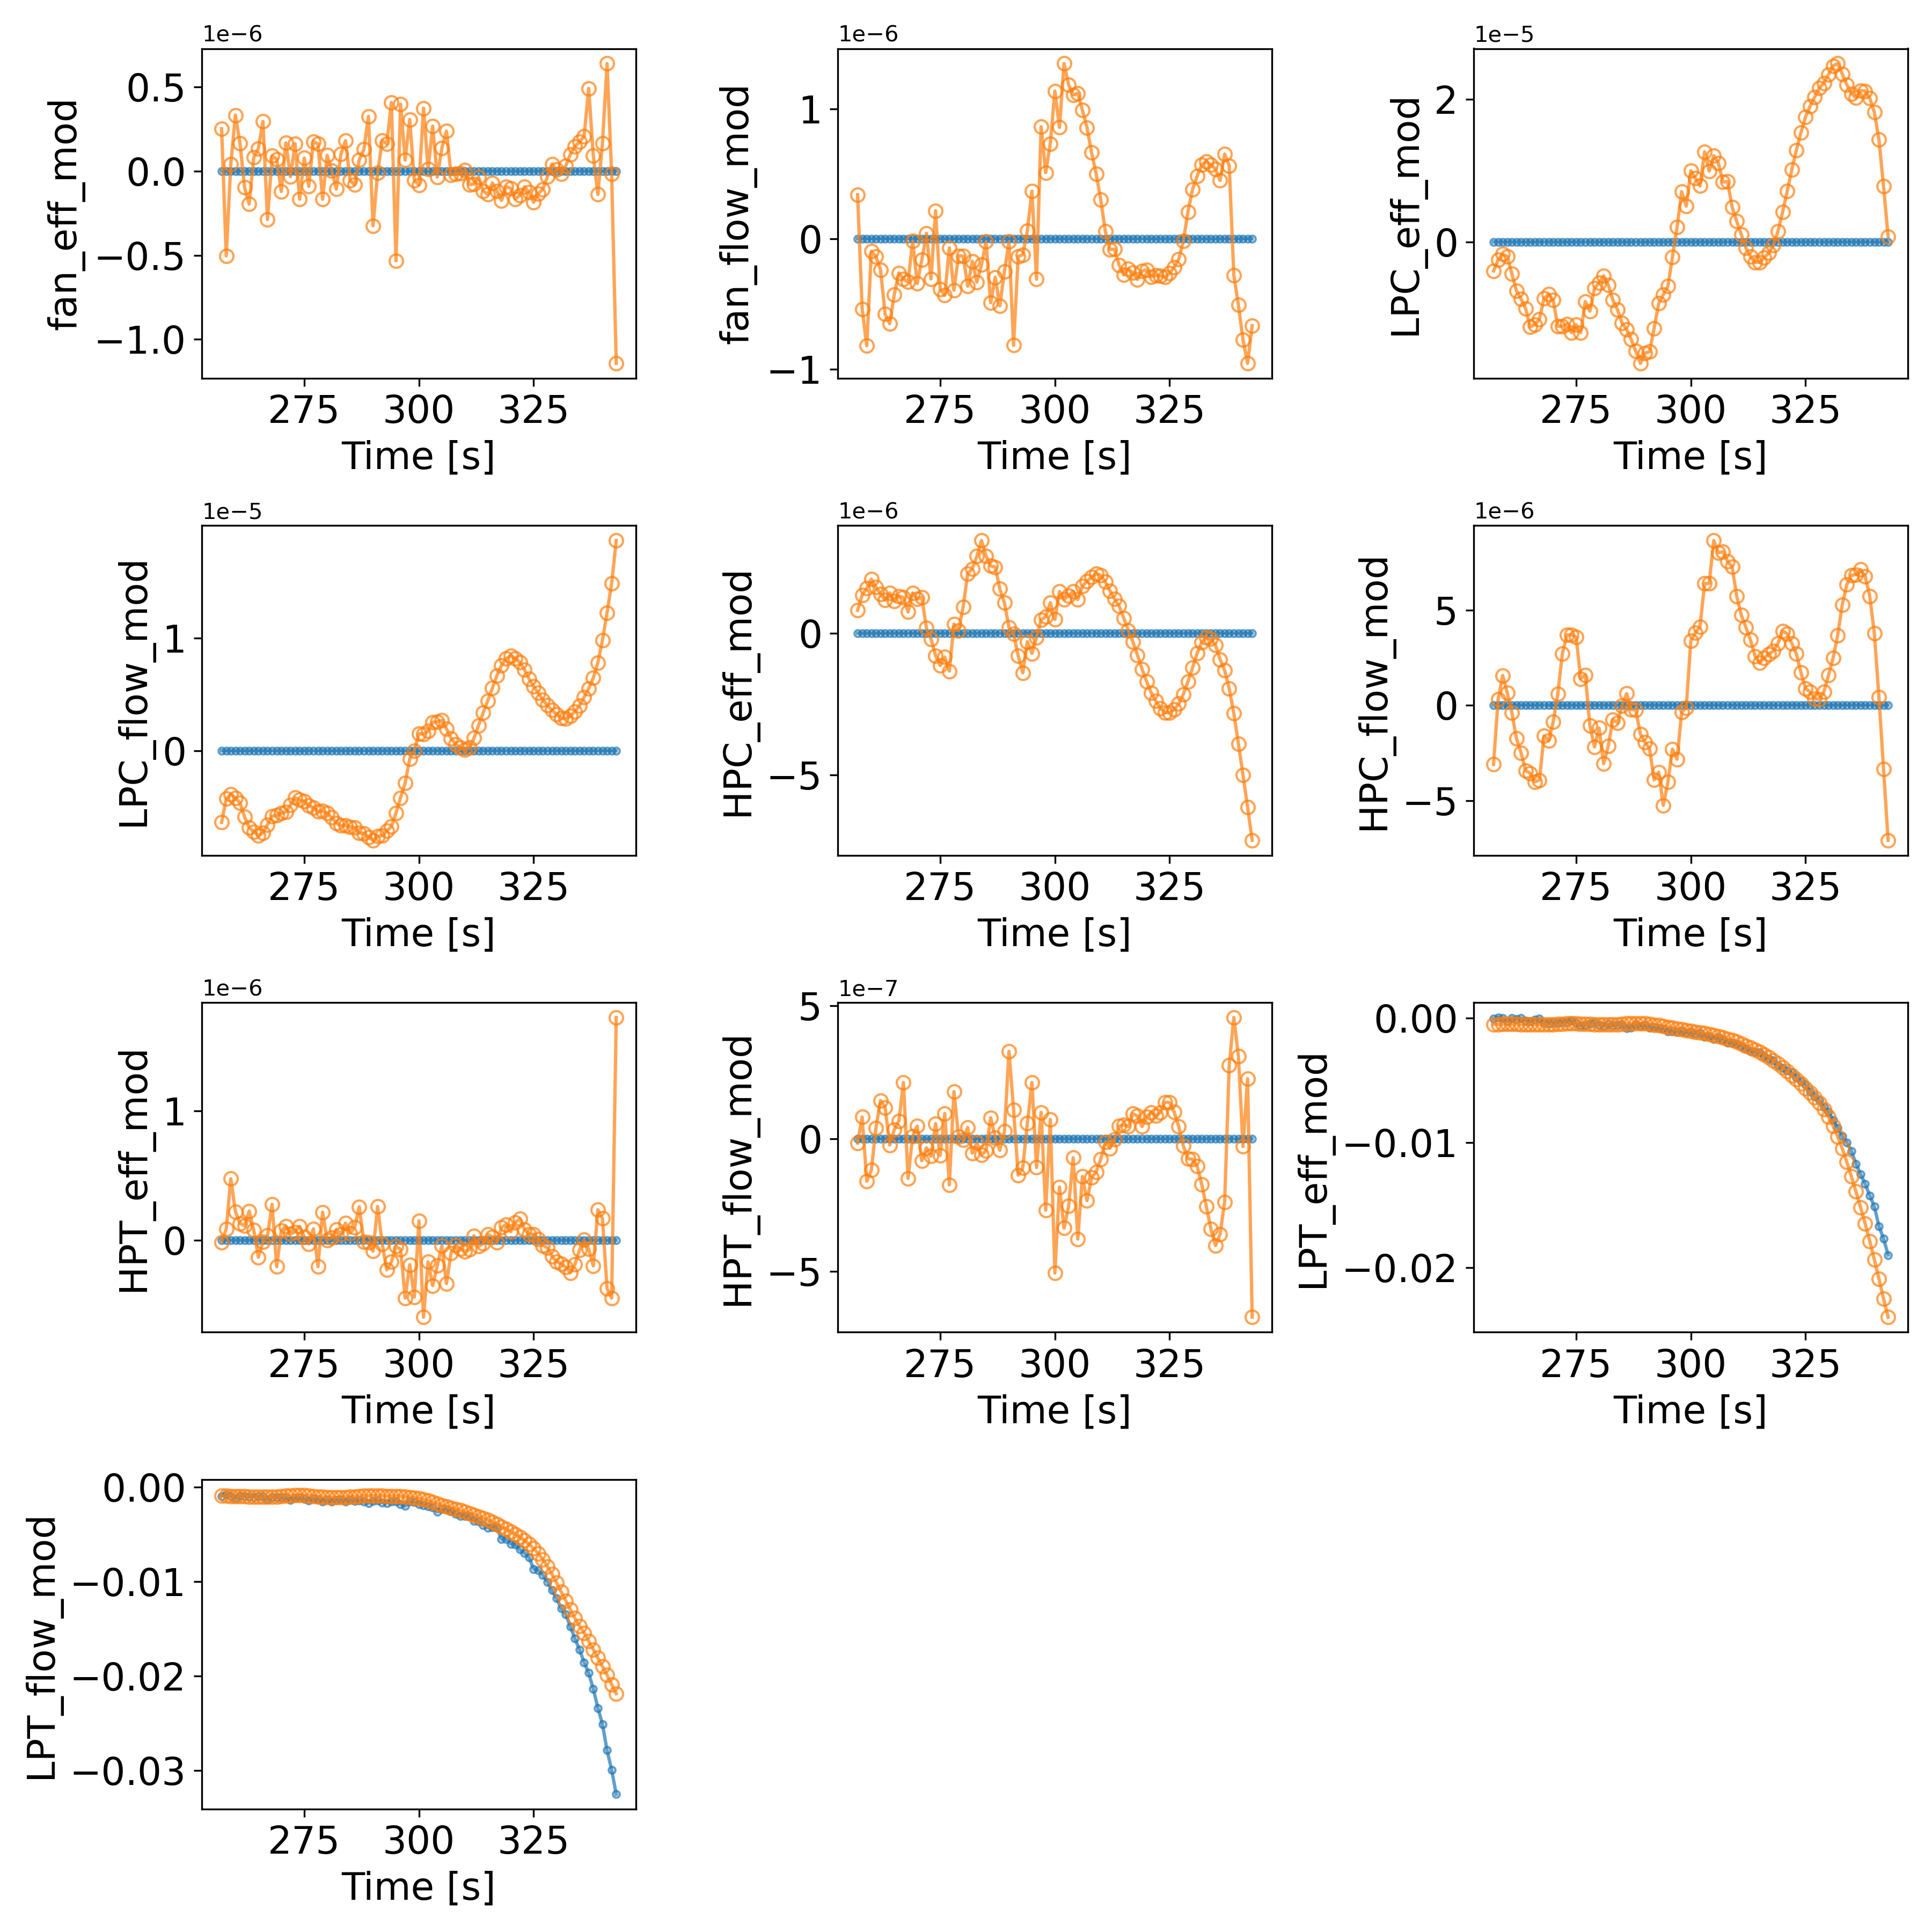 1e−6
fan_eff_mod
0.5
0.0
−0.5
−1.0
275 300 325
Time [s]
1e−6
fan_flow_mod
1
0
−1
275 300 325
Time [s]
1e−5
LPC_eff_mod
2
0
275 300 325
Time [s]
1e−5
LPC_flow_mod
1
0
275 300 325
Time [s]
1e−6
HPC_eff_mod
0
−5
275 300 325
Time [s]
1e−6
HPC_flow_mod
5
0
−5
275 300 325
Time [s]
1e−6
HPT_eff_mod
1
0
275 300 325
Time [s]
1e−7
HPT_flow_mod
5
0
−5
275 300 325
Time [s]
LPT_eff_mod
0.00
−0.01
−0.02
275 300 325
Time [s]
LPT_flow_mod
0.00
−0.01
−0.02
−0.03
275 300 325
Time [s]